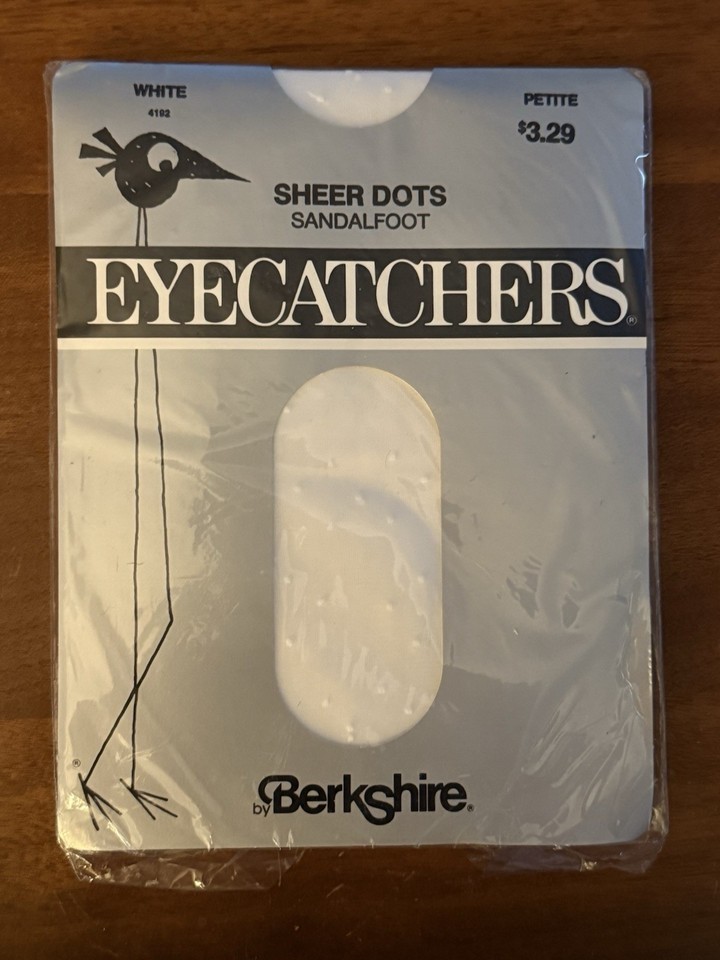 WHITE
4192
PETITE
$3.29
SHEER DOTS
SANDALFOOT
EYECATCHERS®
®
by Berkshire®